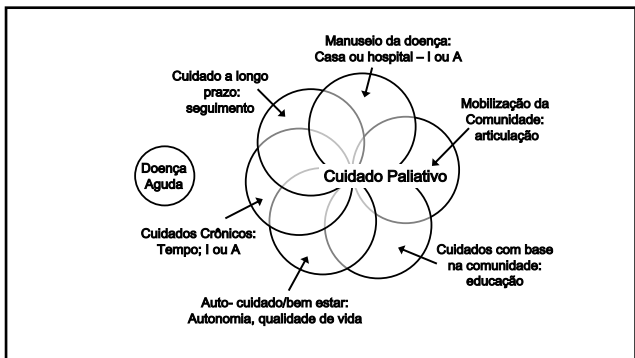 Manuseio da doença:
Casa ou hospital – I ou A
Cuidado a longo
prazo:
seguimento
Mobilização da
Comunidade:
articulação
Doença
Aguda
Cuidado Paliativo
Cuidados Crônicos:
Tempo; I ou A
Cuidados com base
na comunidade:
educação
Auto- cuidado/bem estar:
Autonomia, qualidade de vida